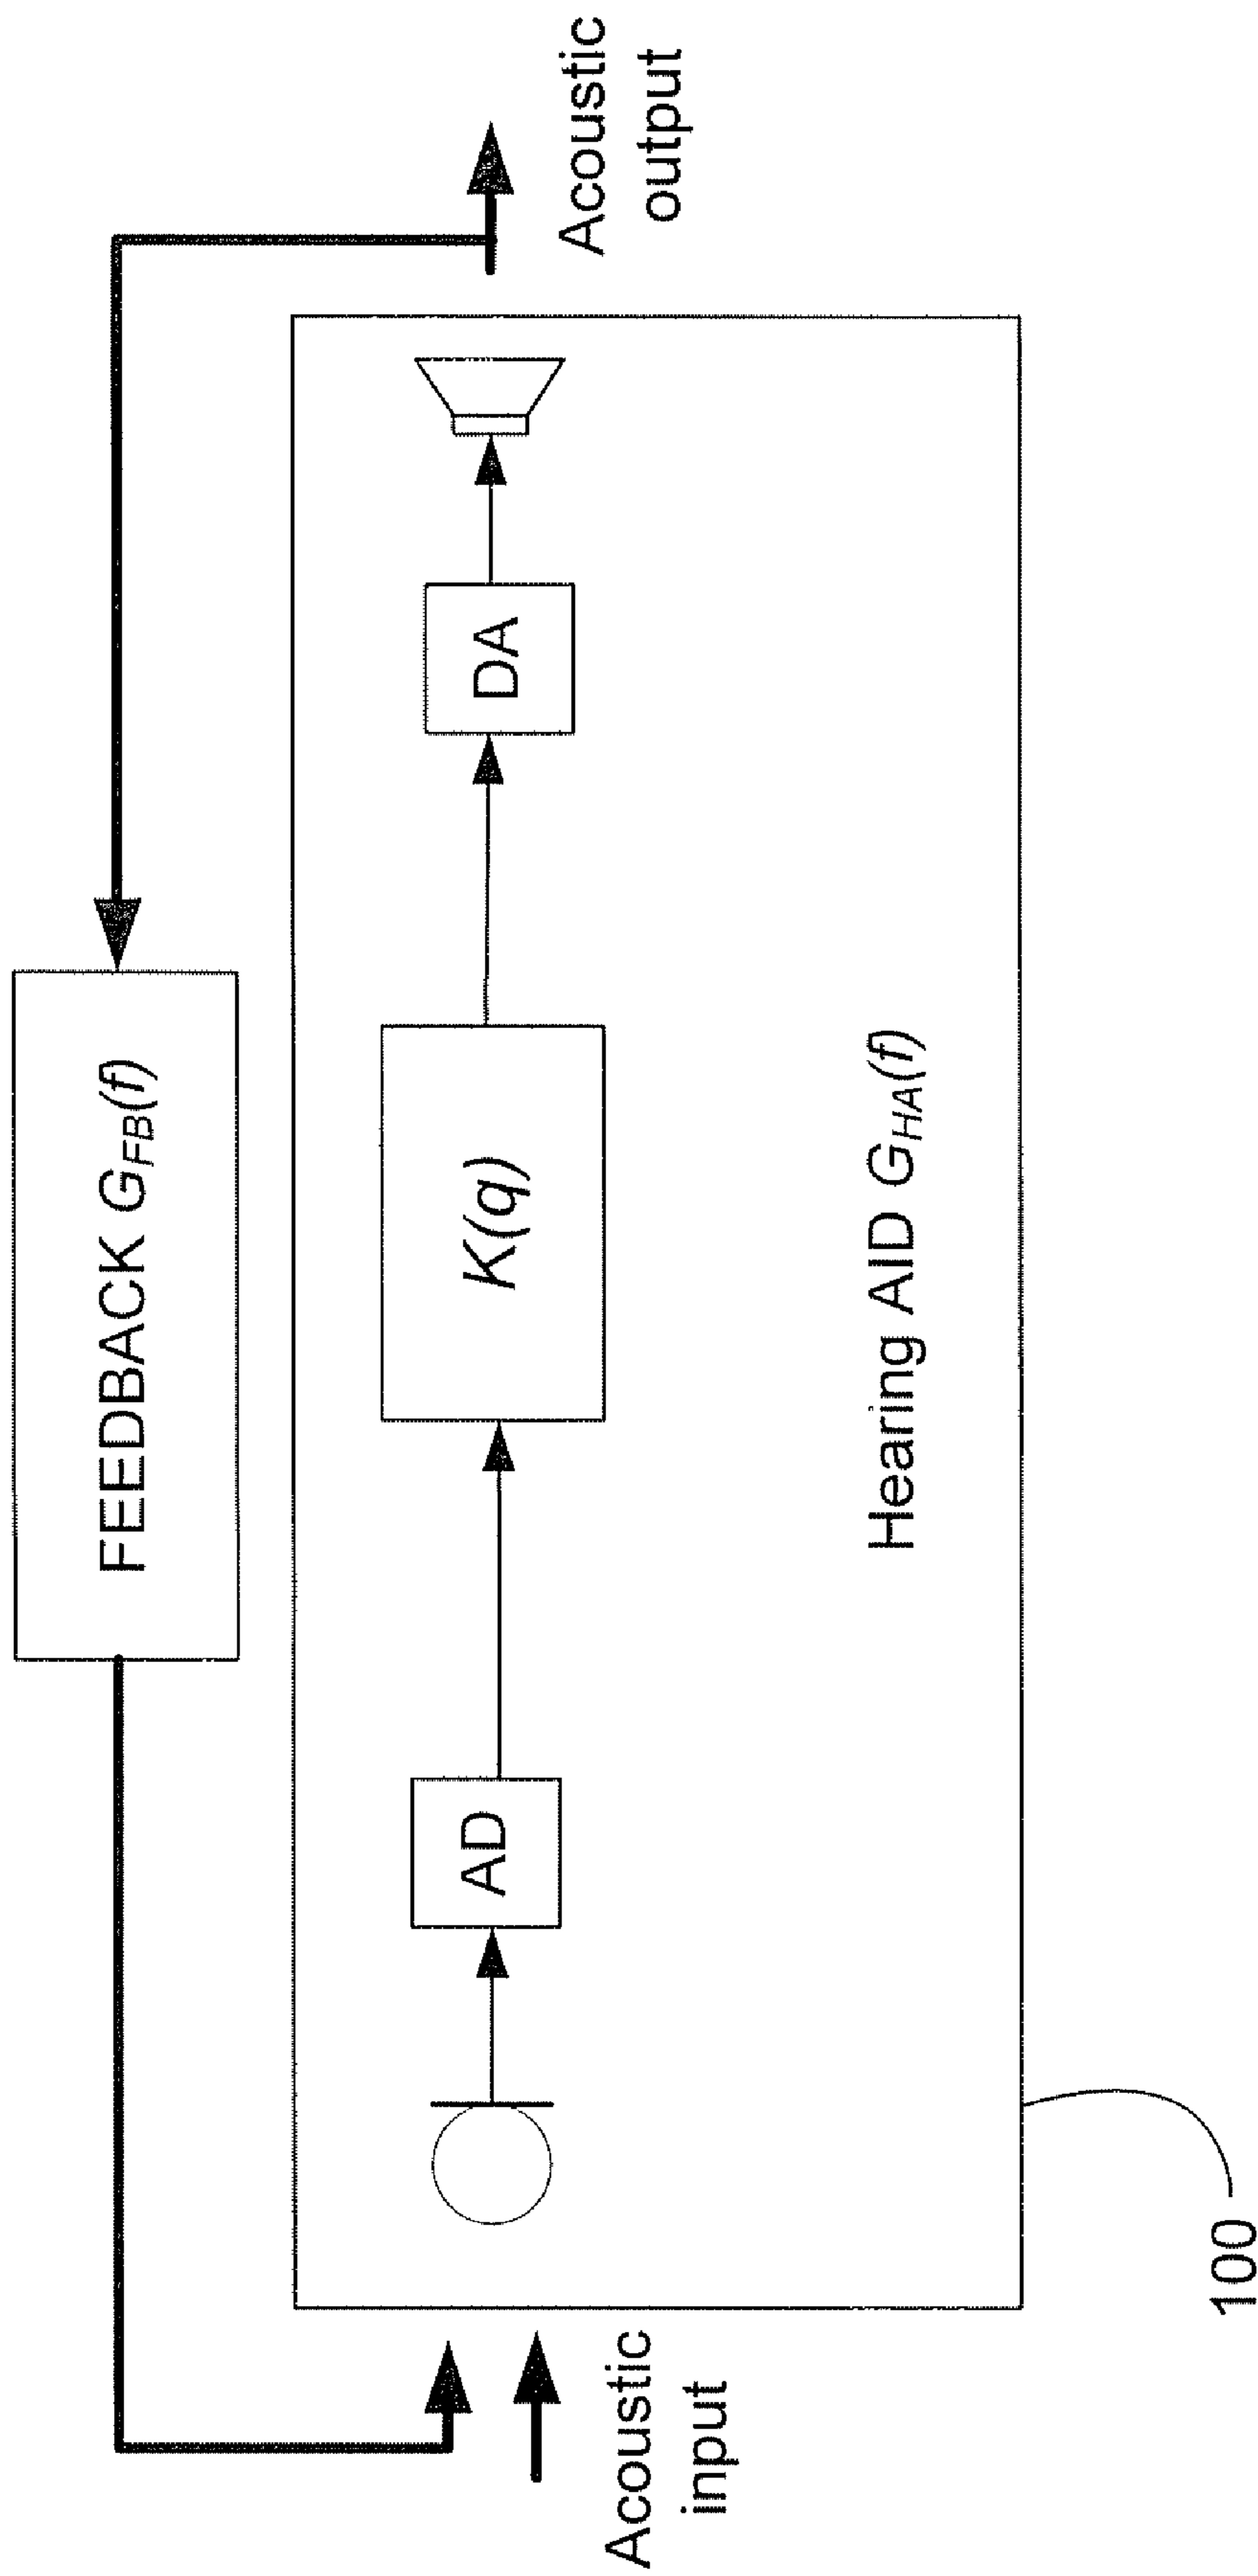 FEEDBACK G_FB(f)
Acoustic
input
AD
K(q)
DA
Acoustic
output
Hearing AID G_HA(f)
100